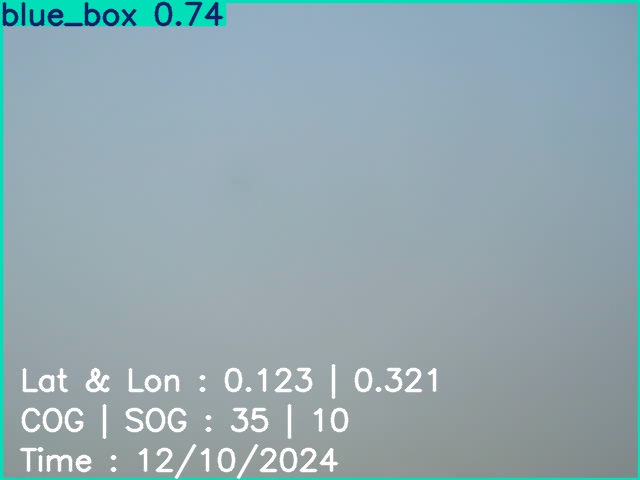 blue_box 0.74
Lat & Lon : 0.123 | 0.321
COG | SOG : 35 | 10
Time : 12/10/2024